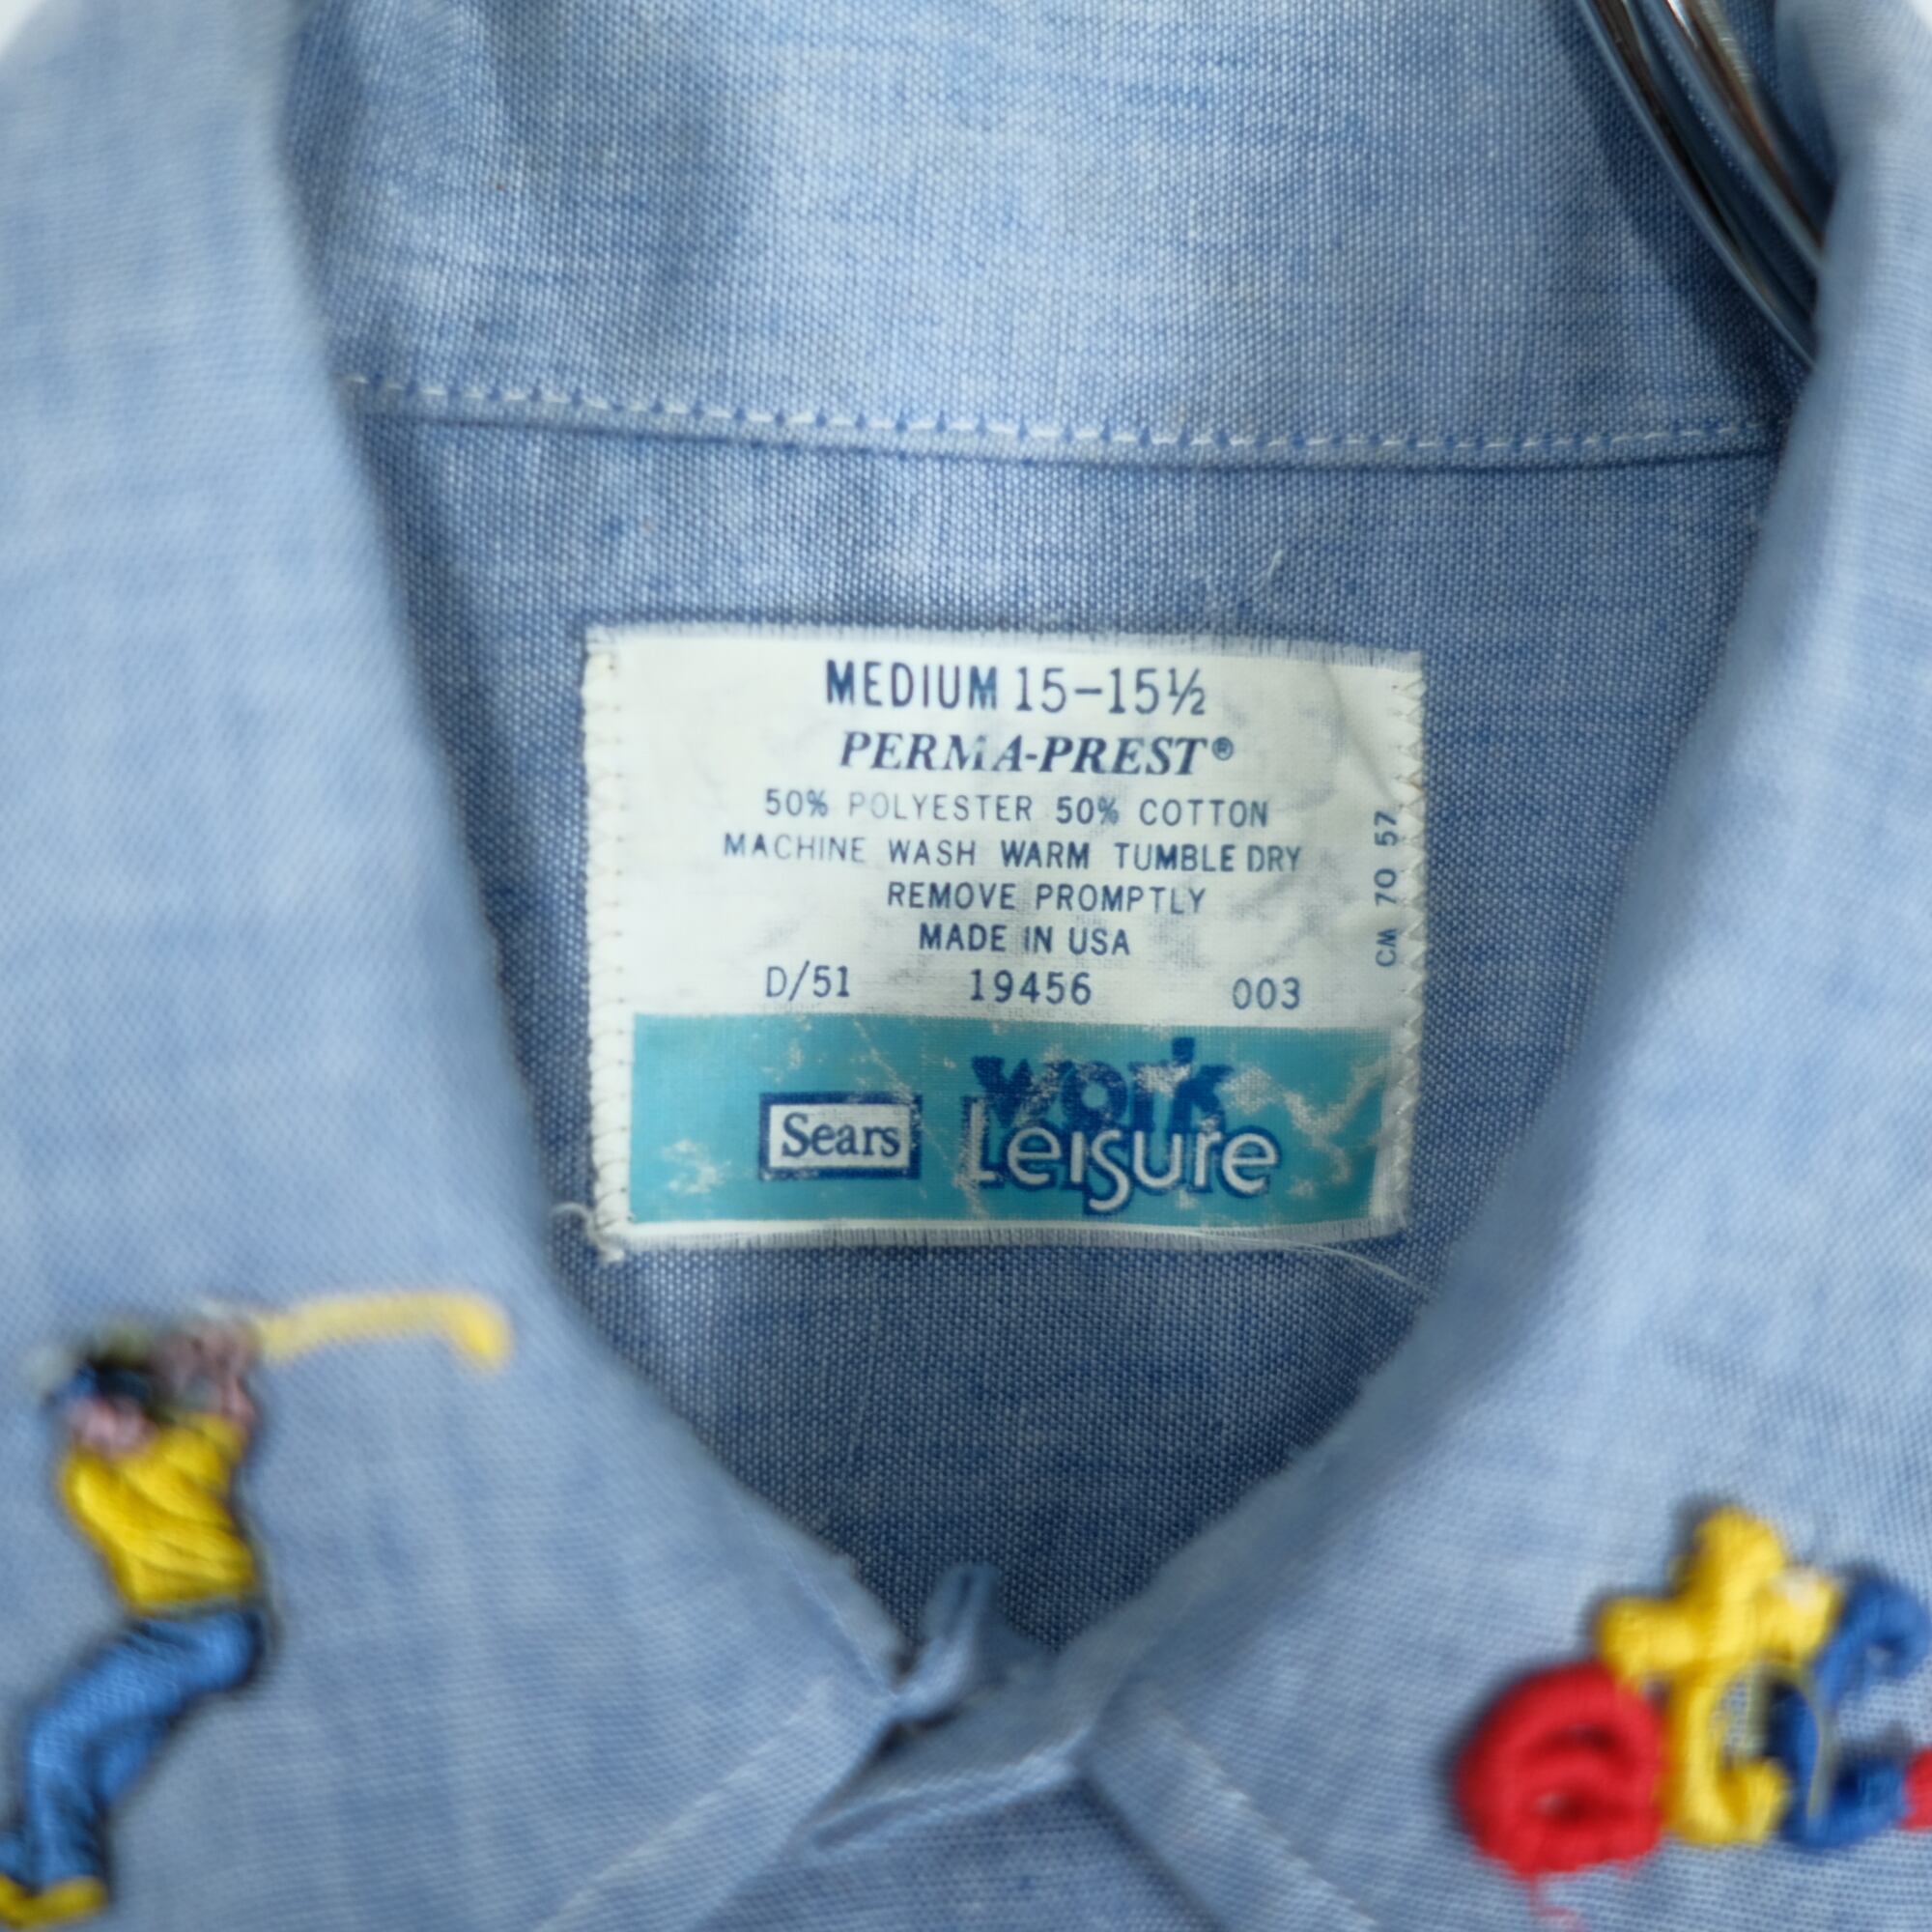 MEDIUM 15-15½
PERMA-PREST®
50% POLYESTER 50% COTTON
MACHINE WASH WARM TUMBLE DRY
REMOVE PROMPTLY
MADE IN USA
D/51 19456 003
CM 70 57
Sears
work
Leisure
etc.